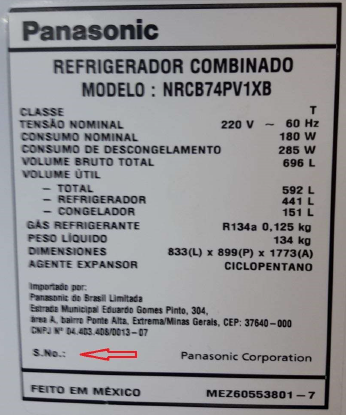 Panasonic
REFRIGERADOR COMBINADO
MODELO : NRCB74PV1XB
CLASSE T
TENSÃO NOMINAL 220 V ~ 60 Hz
CONSUMO NOMINAL 180 W
CONSUMO DE DESCONGELAMENTO 285 W
VOLUME BRUTO TOTAL 696 L
VOLUME ÚTIL
— TOTAL 592 L
— REFRIGERADOR 441 L
— CONGELADOR 151 L
GÁS REFRIGERANTE R134a 0,125 kg
PESO LÍQUIDO 134 kg
DIMENSIONES 833(L) x 899(P) x 1773(A)
AGENTE EXPANSOR CICLOPENTANO
Importado por:
Panasonic do Brasil Limitada
Estrada Municipal Eduardo Gomes Pinto, 304,
área A, bairro Ponte Alta, Extrema/Minas Gerais, CEP: 37640-000
CNPJ Nº 04.403.408/0013-07
S.No.: Panasonic Corporation
FEITO EM MÉXICO MEZ60553801-7